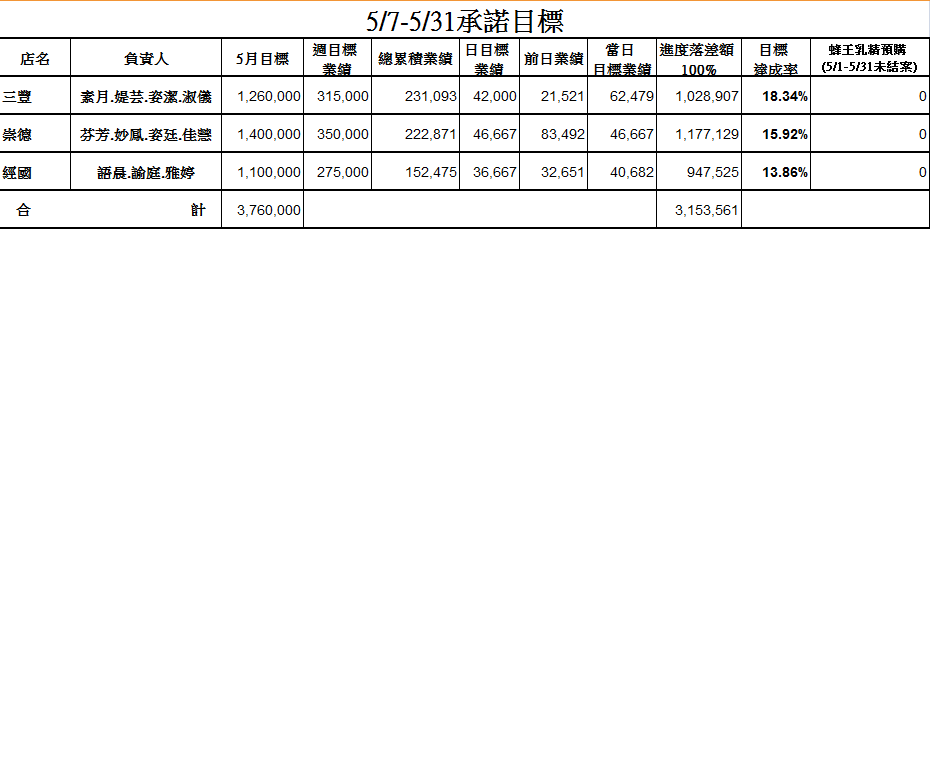 5/7-5/31承諾目標
店名 負責人 5月目標 週目標業績 總累積業績 日目標業績 前日業績 當日目標業績 進度落差額100% 目標達成率 蜂王乳精預購(5/1-5/31未結案)
三豐 素月.媞芸.姿潔.淑儀 1,260,000 315,000 231,093 42,000 21,521 62,479 1,028,907 18.34% 0
崇德 芬芳.妙鳳.姿廷.佳慧 1,400,000 350,000 222,871 46,667 83,492 46,667 1,177,129 15.92% 0
經國 語晨.諭庭.雅婷 1,100,000 275,000 152,475 36,667 32,651 40,682 947,525 13.86% 0
合 計 3,760,000 3,153,561